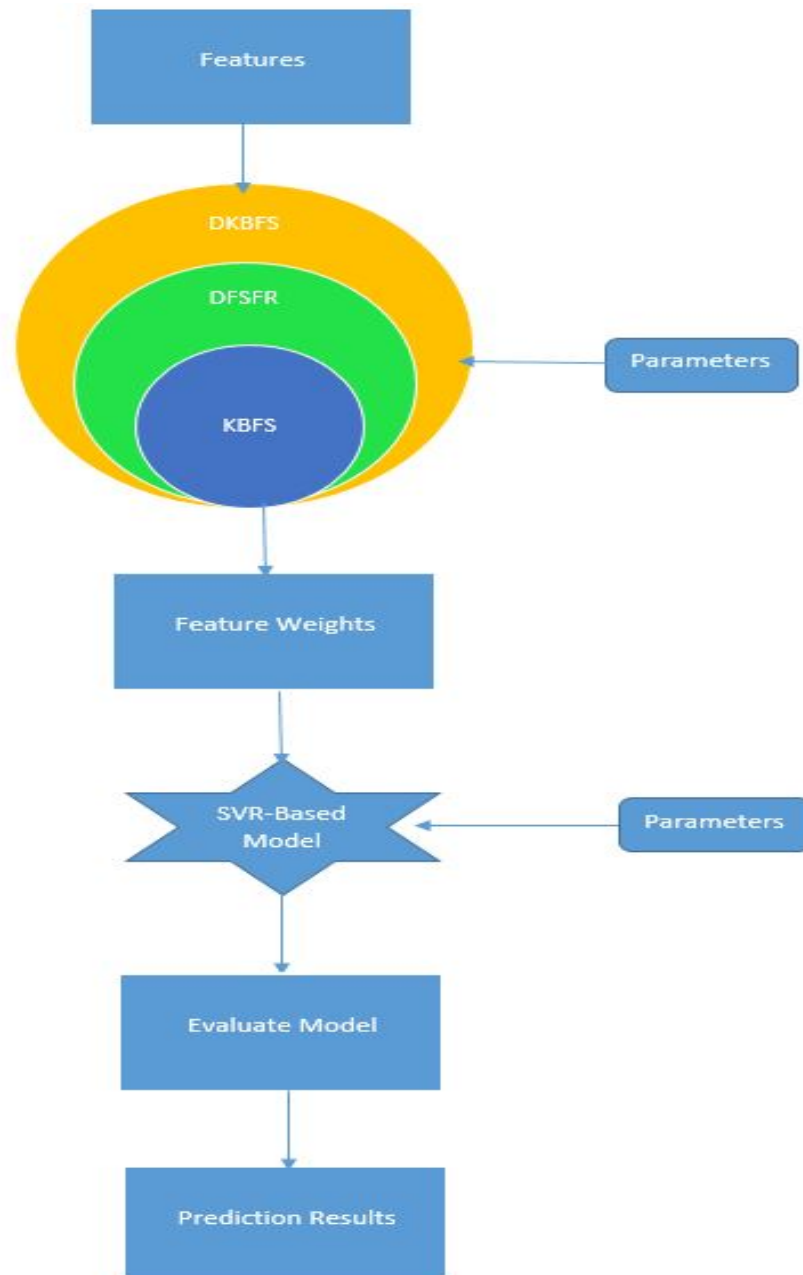 Features
DKBFS
DFSFR
Parameters
KBFS
Feature Weights
SVR-Based
Model
Parameters
Evaluate Model
Prediction Results